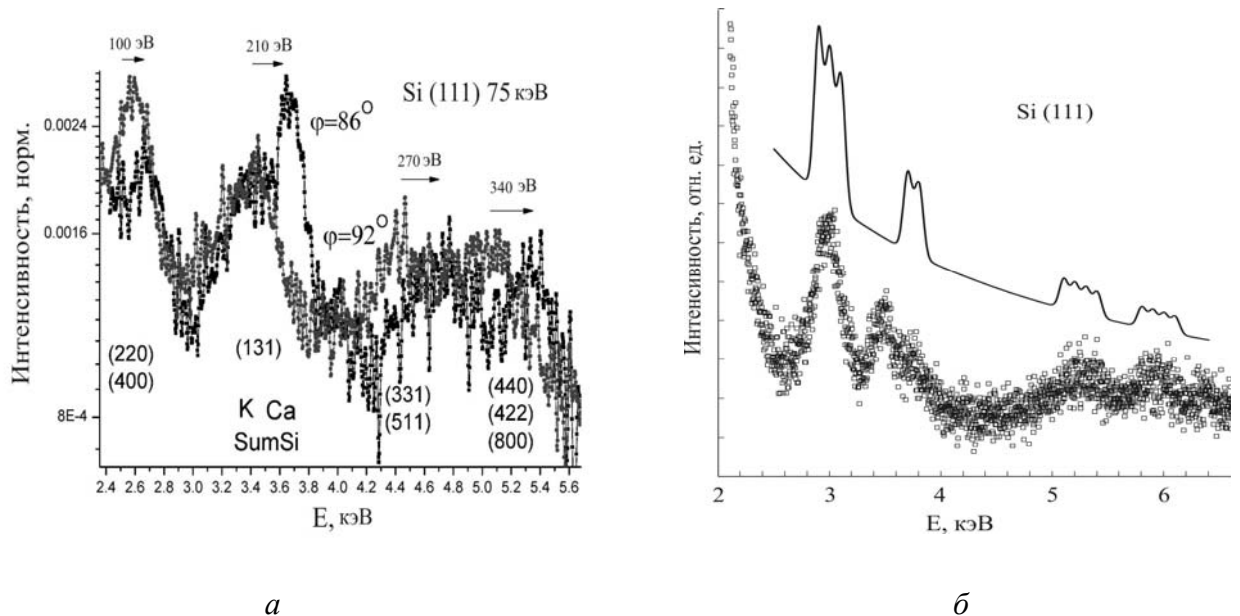 100 эВ
210 эВ
Si (111) 75 кэВ
φ=86°
0.0024
270 эВ
340 эВ
φ=92°
0.0016
(220)
(400)
(131)
(331)
(511)
(440)
(422)
(800)
K Ca
SumSi
8E-4
2.4 2.6 2.8 3.0 3.2 3.4 3.6 3.8 4.0 4.2 4.4 4.6 4.8 5.0 5.2 5.4 5.6
E, кэВ
Интенсивность, норм.
а
Si (111)
Интенсивность, отн. ед.
2 3 4 5 6
E, кэВ
б